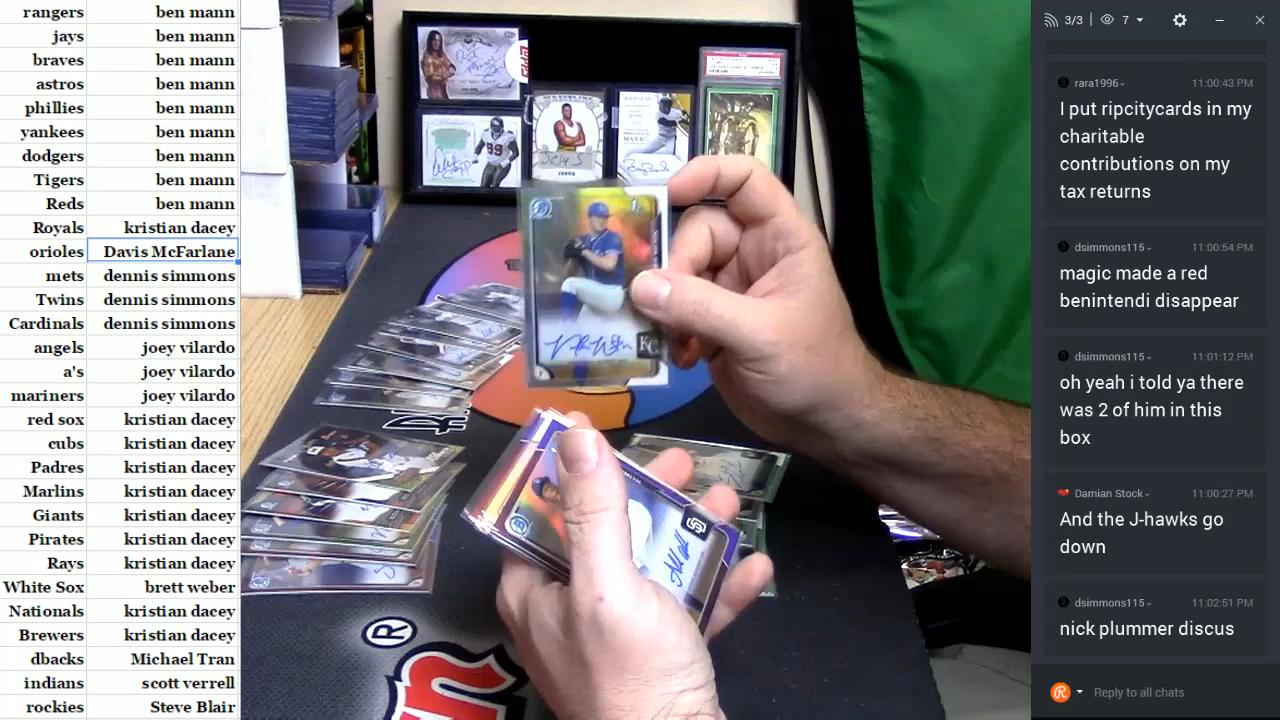 rangers ben mann
jays ben mann
braves ben mann
astros ben mann
phillies ben mann
yankees ben mann
dodgers ben mann
Tigers ben mann
Reds ben mann
Royals kristian dacey
orioles Davis McFarlane
mets dennis simmons
Twins dennis simmons
Cardinals dennis simmons
angels joey vilardo
a's joey vilardo
mariners joey vilardo
red sox kristian dacey
cubs kristian dacey
Padres kristian dacey
Marlins kristian dacey
Giants kristian dacey
Pirates kristian dacey
Rays kristian dacey
White Sox brett weber
Nationals kristian dacey
Brewers kristian dacey
dbacks Michael Tran
indians scott verrell
rockies Steve Blair
99
KC
SD
®
3/3 | 7
rara1996 11:00:43 PM
I put ripcitycards in my
charitable
contributions on my
tax returns
dsimmons115 11:00:54 PM
magic made a red
benintendi disappear
dsimmons115 11:01:12 PM
oh yeah i told ya there
was 2 of him in this
box
Damian Stock 11:00:27 PM
And the J-hawks go
down
dsimmons115 11:02:51 PM
nick plummer discus
Reply to all chats